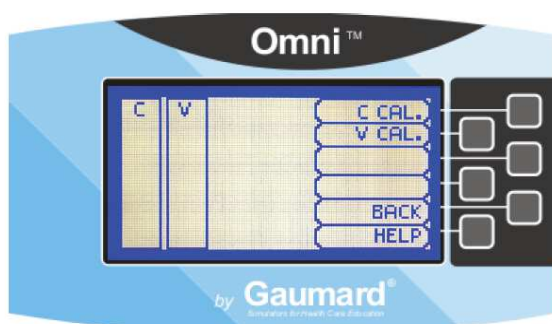 Omni™
C V
C CAL.
V CAL.
BACK
HELP
by Gaumard®
Simulators for Health Care Education